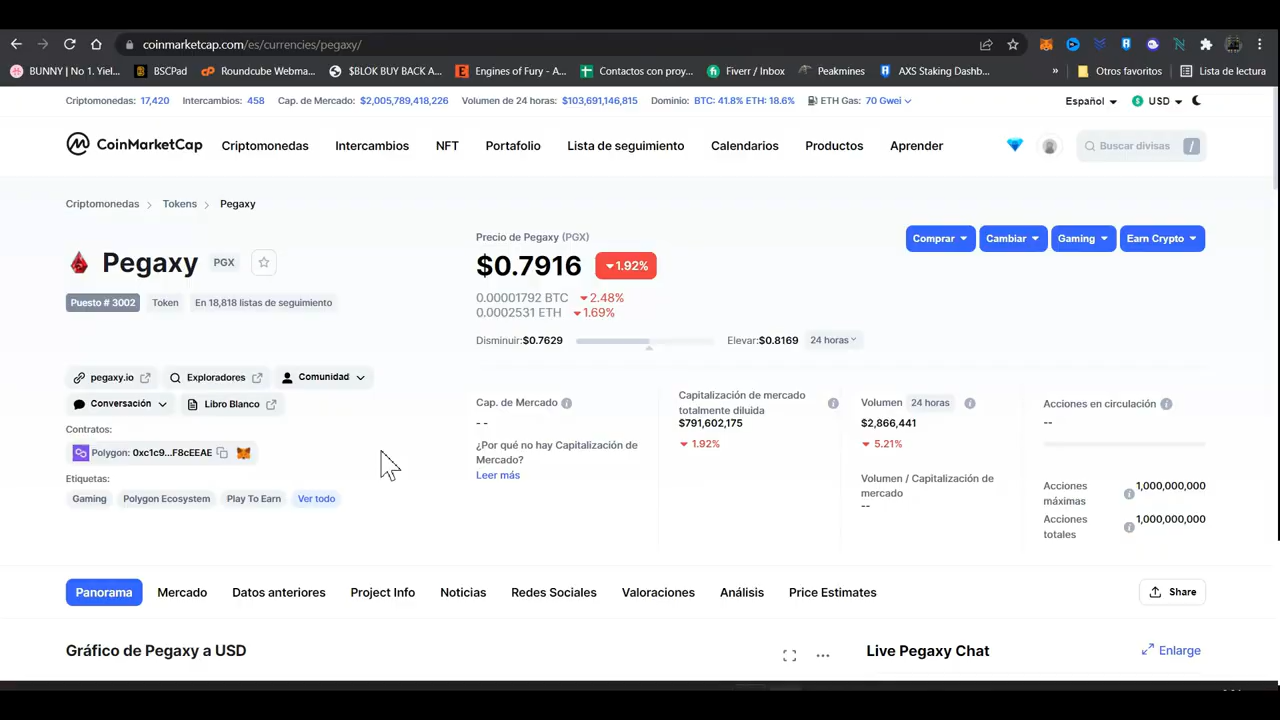 coinmarketcap.com/es/currencies/pegaxy/
BUNNY | No 1. Yiel... BSCPad Roundcube Webma... $BLOK BUY BACK A... Engines of Fury - A... Contactos con proy... Fiverr / Inbox Peakmines AXS Staking Dashb... » Otros favoritos Lista de lectura
Criptomonedas: 17,420 Intercambios: 458 Cap. de Mercado: $2,005,789,418,226 Volumen de 24 horas: $103,691,146,815 Dominio: BTC: 41.8% ETH: 18.6% ETH Gas: 70 Gwei Español USD
CoinMarketCap Criptomonedas Intercambios NFT Portafolio Lista de seguimiento Calendarios Productos Aprender Buscar divisas /
Criptomonedas > Tokens > Pegaxy
Pegaxy PGX
Puesto # 3002 Token En 18,818 listas de seguimiento
Precio de Pegaxy (PGX)
$0.7916 1.92%
0.00001792 BTC 2.48%
0.0002531 ETH 1.69%
Disminuir:$0.7629 Elevar:$0.8169 24 horas
Comprar Cambiar Gaming Earn Crypto
pegaxy.io Exploradores Comunidad
Conversación Libro Blanco
Contratos:
Polygon: 0xc1c9...F8cEEAE
Etiquetas:
Gaming Polygon Ecosystem Play To Earn Ver todo
Cap. de Mercado
- -
¿Por qué no hay Capitalización de
Mercado?
Leer más
Capitalización de mercado
totalmente diluida
$791,602,175
1.92%
Volumen 24 horas
$2,866,441
5.21%
Volumen / Capitalización de
mercado
--
Acciones en circulación
--
Acciones
máximas
1,000,000,000
Acciones
totales
1,000,000,000
Panorama Mercado Datos anteriores Project Info Noticias Redes Sociales Valoraciones Análisis Price Estimates Share
Gráfico de Pegaxy a USD
Live Pegaxy Chat Enlarge